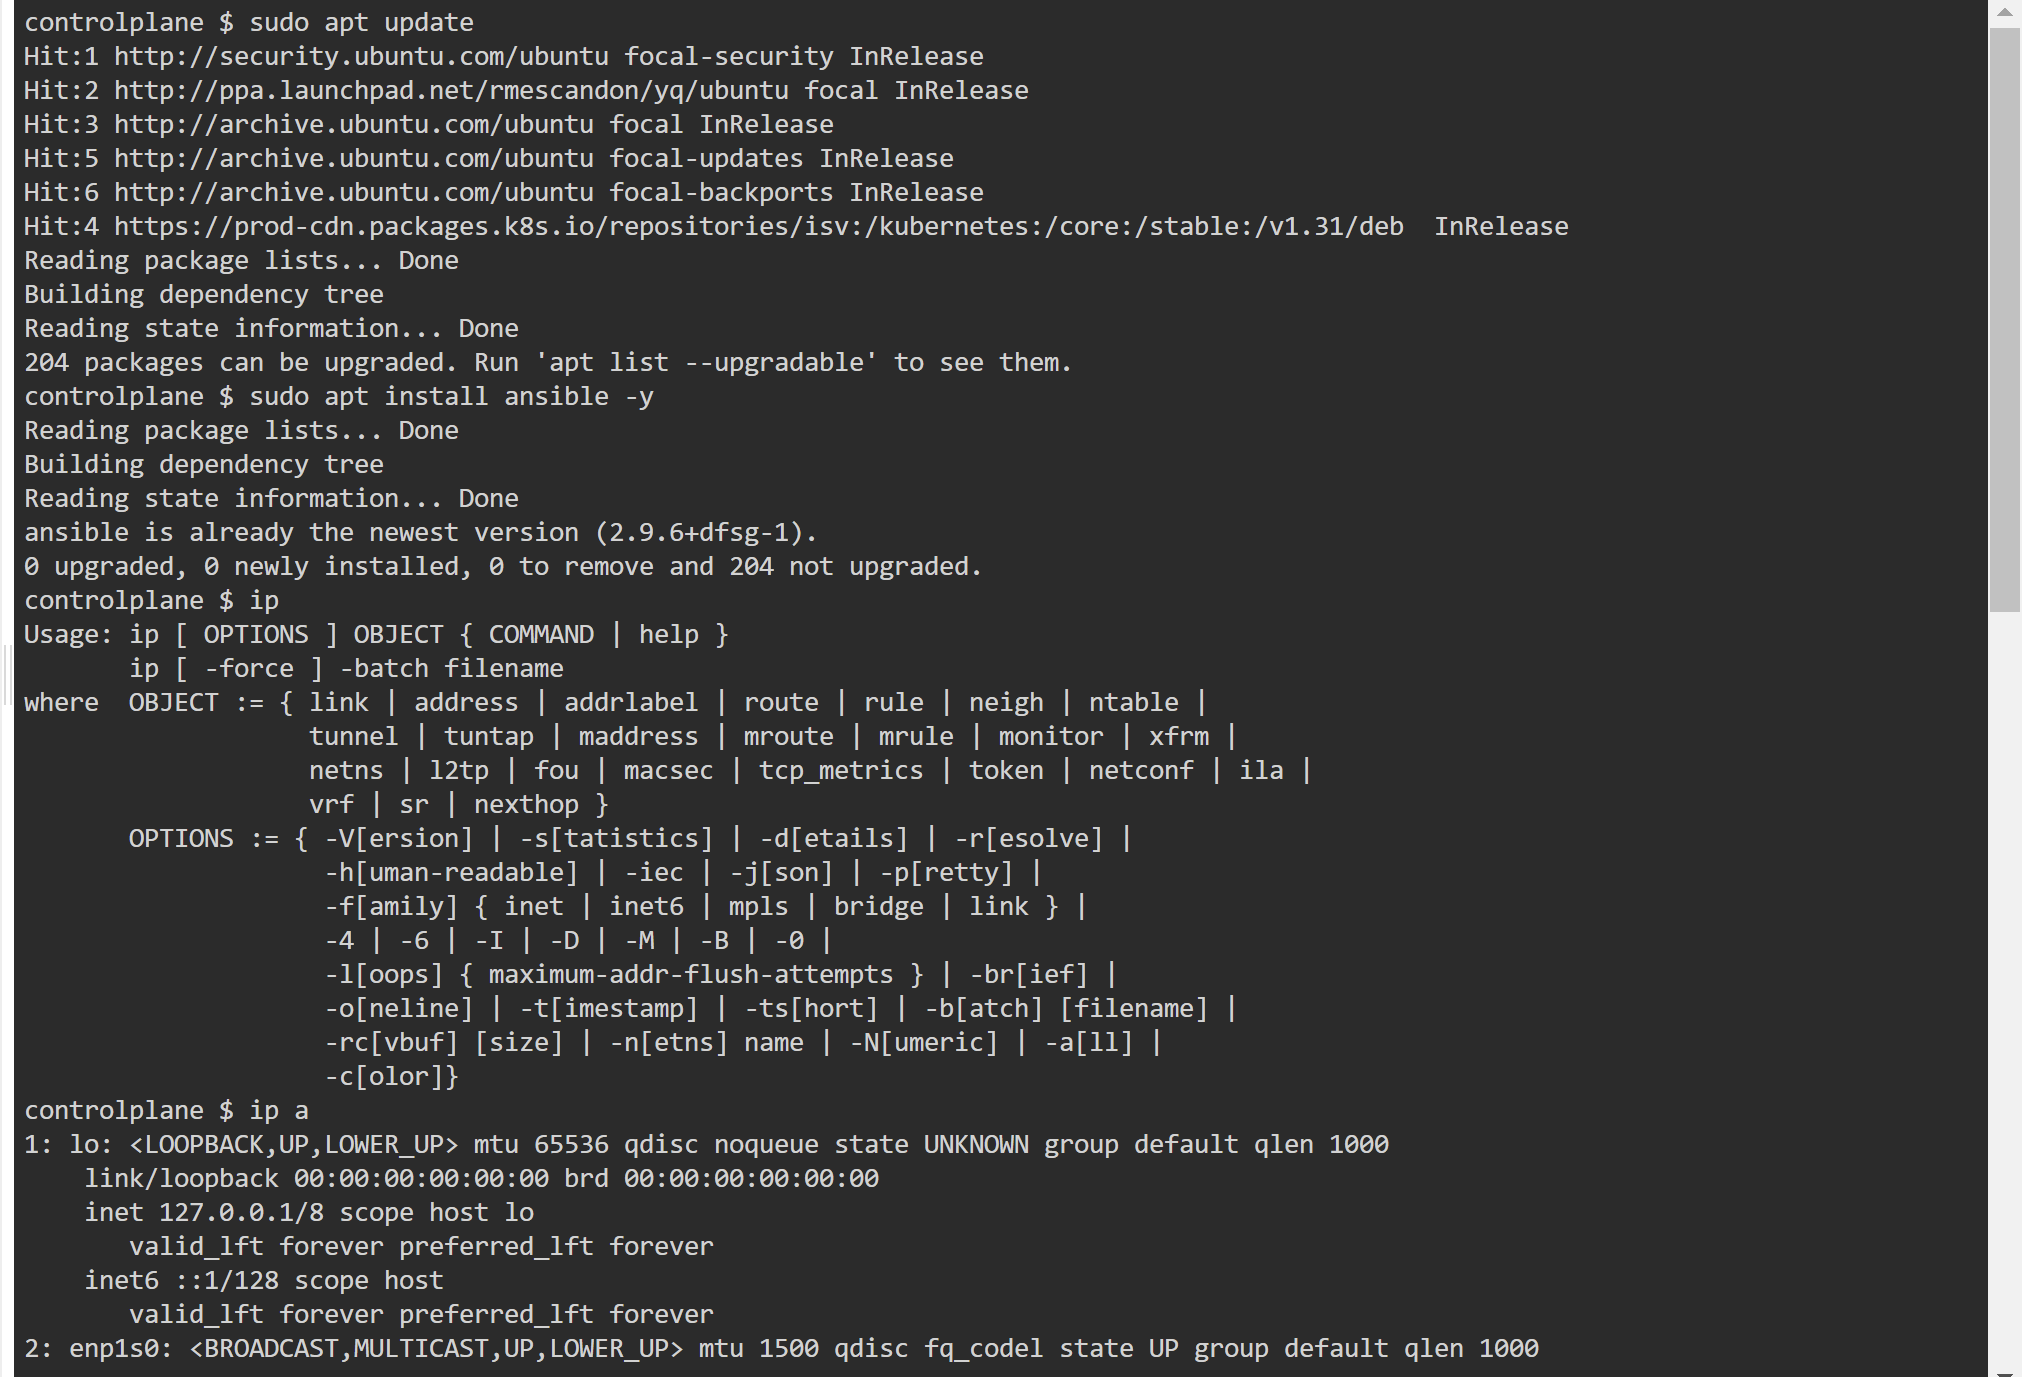 controlplane $ sudo apt update
Hit:1 http://security.ubuntu.com/ubuntu focal-security InRelease
Hit:2 http://ppa.launchpad.net/rmescandon/yq/ubuntu focal InRelease
Hit:3 http://archive.ubuntu.com/ubuntu focal InRelease
Hit:5 http://archive.ubuntu.com/ubuntu focal-updates InRelease
Hit:6 http://archive.ubuntu.com/ubuntu focal-backports InRelease
Hit:4 https://prod-cdn.packages.k8s.io/repositories/isv:/kubernetes:/core:/stable:/v1.31/deb  InRelease
Reading package lists... Done
Building dependency tree
Reading state information... Done
204 packages can be upgraded. Run 'apt list --upgradable' to see them.
controlplane $ sudo apt install ansible -y
Reading package lists... Done
Building dependency tree
Reading state information... Done
ansible is already the newest version (2.9.6+dfsg-1).
0 upgraded, 0 newly installed, 0 to remove and 204 not upgraded.
controlplane $ ip
Usage: ip [ OPTIONS ] OBJECT { COMMAND | help }
       ip [ -force ] -batch filename
where  OBJECT := { link | address | addrlabel | route | rule | neigh | ntable |
                   tunnel | tuntap | maddress | mroute | mrule | monitor | xfrm |
                   netns | l2tp | fou | macsec | tcp_metrics | token | netconf | ila |
                   vrf | sr | nexthop }
       OPTIONS := { -V[ersion] | -s[tatistics] | -d[etails] | -r[esolve] |
                    -h[uman-readable] | -iec | -j[son] | -p[retty] |
                    -f[amily] { inet | inet6 | mpls | bridge | link } |
                    -4 | -6 | -I | -D | -M | -B | -0 |
                    -l[oops] { maximum-addr-flush-attempts } | -br[ief] |
                    -o[neline] | -t[imestamp] | -ts[hort] | -b[atch] [filename] |
                    -rc[vbuf] [size] | -n[etns] name | -N[umeric] | -a[ll] |
                    -c[olor]}
controlplane $ ip a
1: lo: <LOOPBACK,UP,LOWER_UP> mtu 65536 qdisc noqueue state UNKNOWN group default qlen 1000
    link/loopback 00:00:00:00:00:00 brd 00:00:00:00:00:00
    inet 127.0.0.1/8 scope host lo
       valid_lft forever preferred_lft forever
    inet6 ::1/128 scope host
       valid_lft forever preferred_lft forever
2: enp1s0: <BROADCAST,MULTICAST,UP,LOWER_UP> mtu 1500 qdisc fq_codel state UP group default qlen 1000